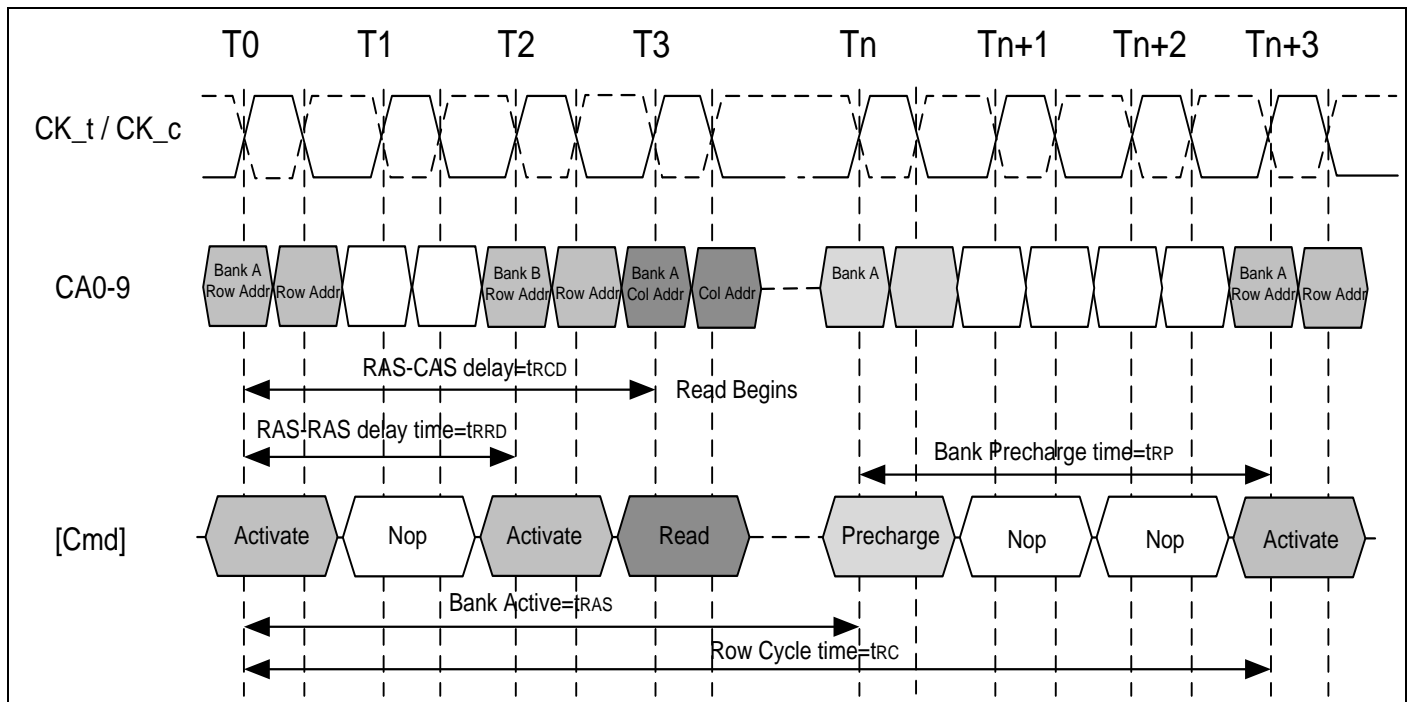 T0 T1 T2 T3 Tn Tn+1 Tn+2 Tn+3
CK_t / CK_c
CA0-9
Bank A
Row Addr
Row Addr
Bank B
Row Addr
Row Addr
Bank A
Col Addr
Col Addr
Bank A
Bank A
Row Addr
Row Addr
RAS-CAS delay=tRCD
Read Begins
RAS-RAS delay time=tRRD
Bank Precharge time=tRP
[Cmd]
Activate Nop Activate Read Precharge Nop Nop Activate
Bank Active=tRAS
Row Cycle time=tRC